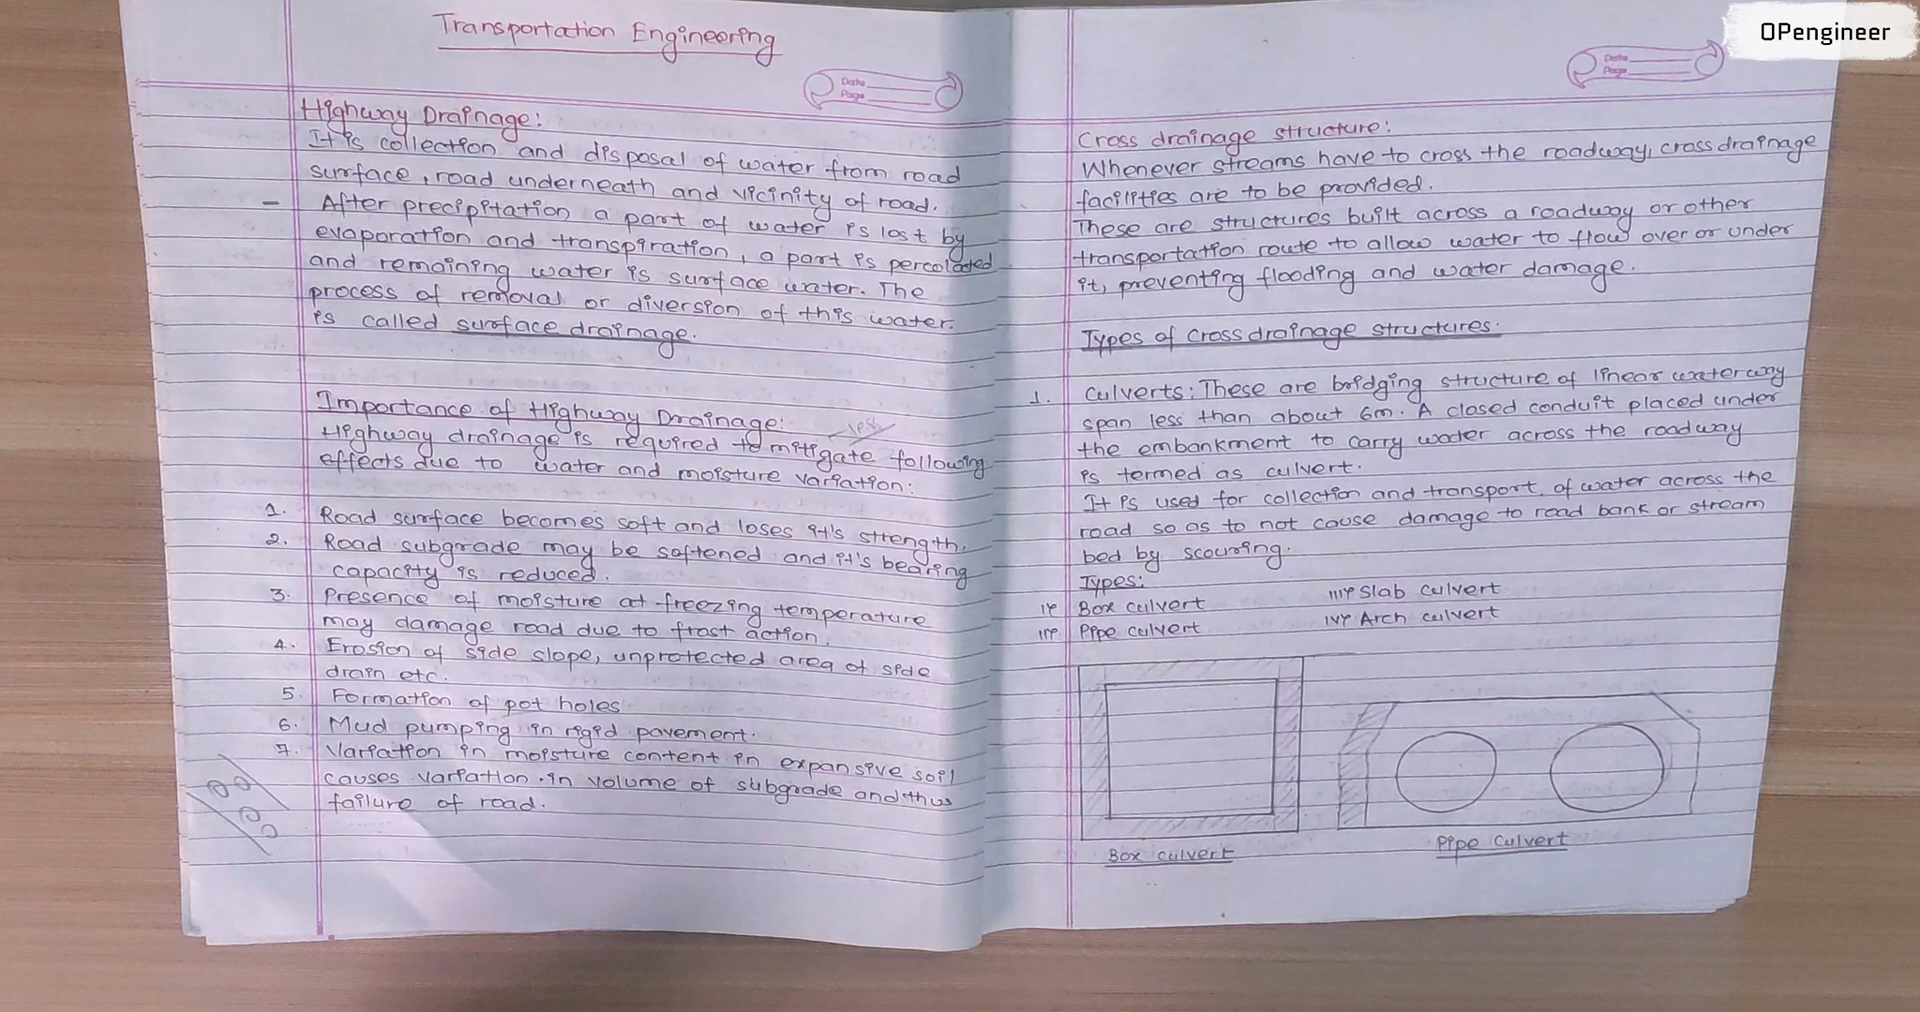 OPengineer
Transportation Engineering
Date
Page
Highway Drainage:
It is collection and disposal of water from road
surface, road underneath and vicinity of road.
- After precipitation a part of water is lost by
evaporation and transpiration, a part is percolated
and remaining water is surface water. The
process of removal or diversion of this water.
is called surface drainage.
Importance of Highway Drainage:
Highway drainage is required to mitigate following
effects due to water and moisture variation:
1. Road surface becomes soft and loses it's strength.
2. Road subgrade may be softened and it's bearing
capacity is reduced.
3. Presence of moisture at freezing temperature
may damage road due to frost action.
4. Erosion of side slope, unprotected area of side
drain etc.
5. Formation of pot holes
6. Mud pumping in rigid pavement.
7. Variation in moisture content in expansive soil
causes variation in volume of subgrade and thus
failure of road.
Date
Page
Cross drainage structure:
Whenever streams have to cross the roadway, cross drainage
facilities are to be provided.
These are structures built across a roadway or other
transportation route to allow water to flow over or under
it, preventing flooding and water damage.
Types of cross drainage structures.
1. Culverts: These are bridging structure of linear waterway
span less than about 6m. A closed conduit placed under
the embankment to carry water across the roadway
is termed as culvert.
It is used for collection and transport of water across the
road so as to not cause damage to road bank or stream
bed by scouring.
Types:
i) Box culvert iii) Slab culvert
ii) Pipe culvert iv) Arch culvert
Box culvert
Pipe Culvert